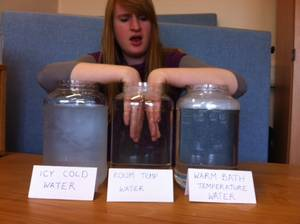 ICY COLD
WATER
ROOM TEMP
WATER
WARM BATH
TEMPERATURE
WATER